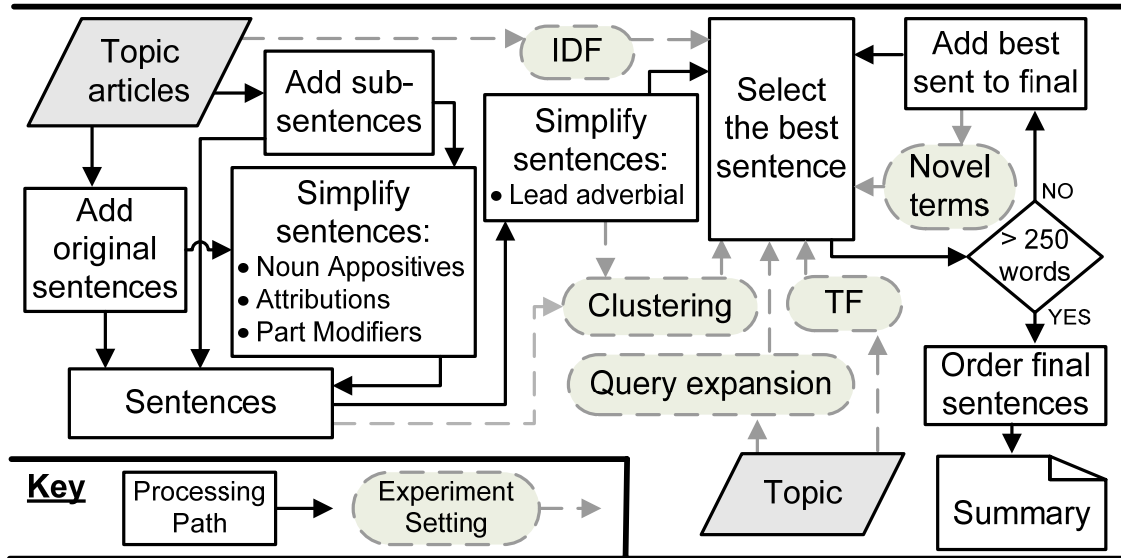 Topic
articles
IDF
Add sub-
sentences
Add best
sent to final
Select
the best
sentence
Simplify
sentences:
• Lead adverbial
Novel
terms
NO
Add
original
sentences
Simplify
sentences:
• Noun Appositives
• Attributions
• Part Modifiers
> 250
words
YES
Clustering
TF
Query expansion
Sentences
Order final
sentences
Topic
Summary
Key
Processing
Path
Experiment
Setting